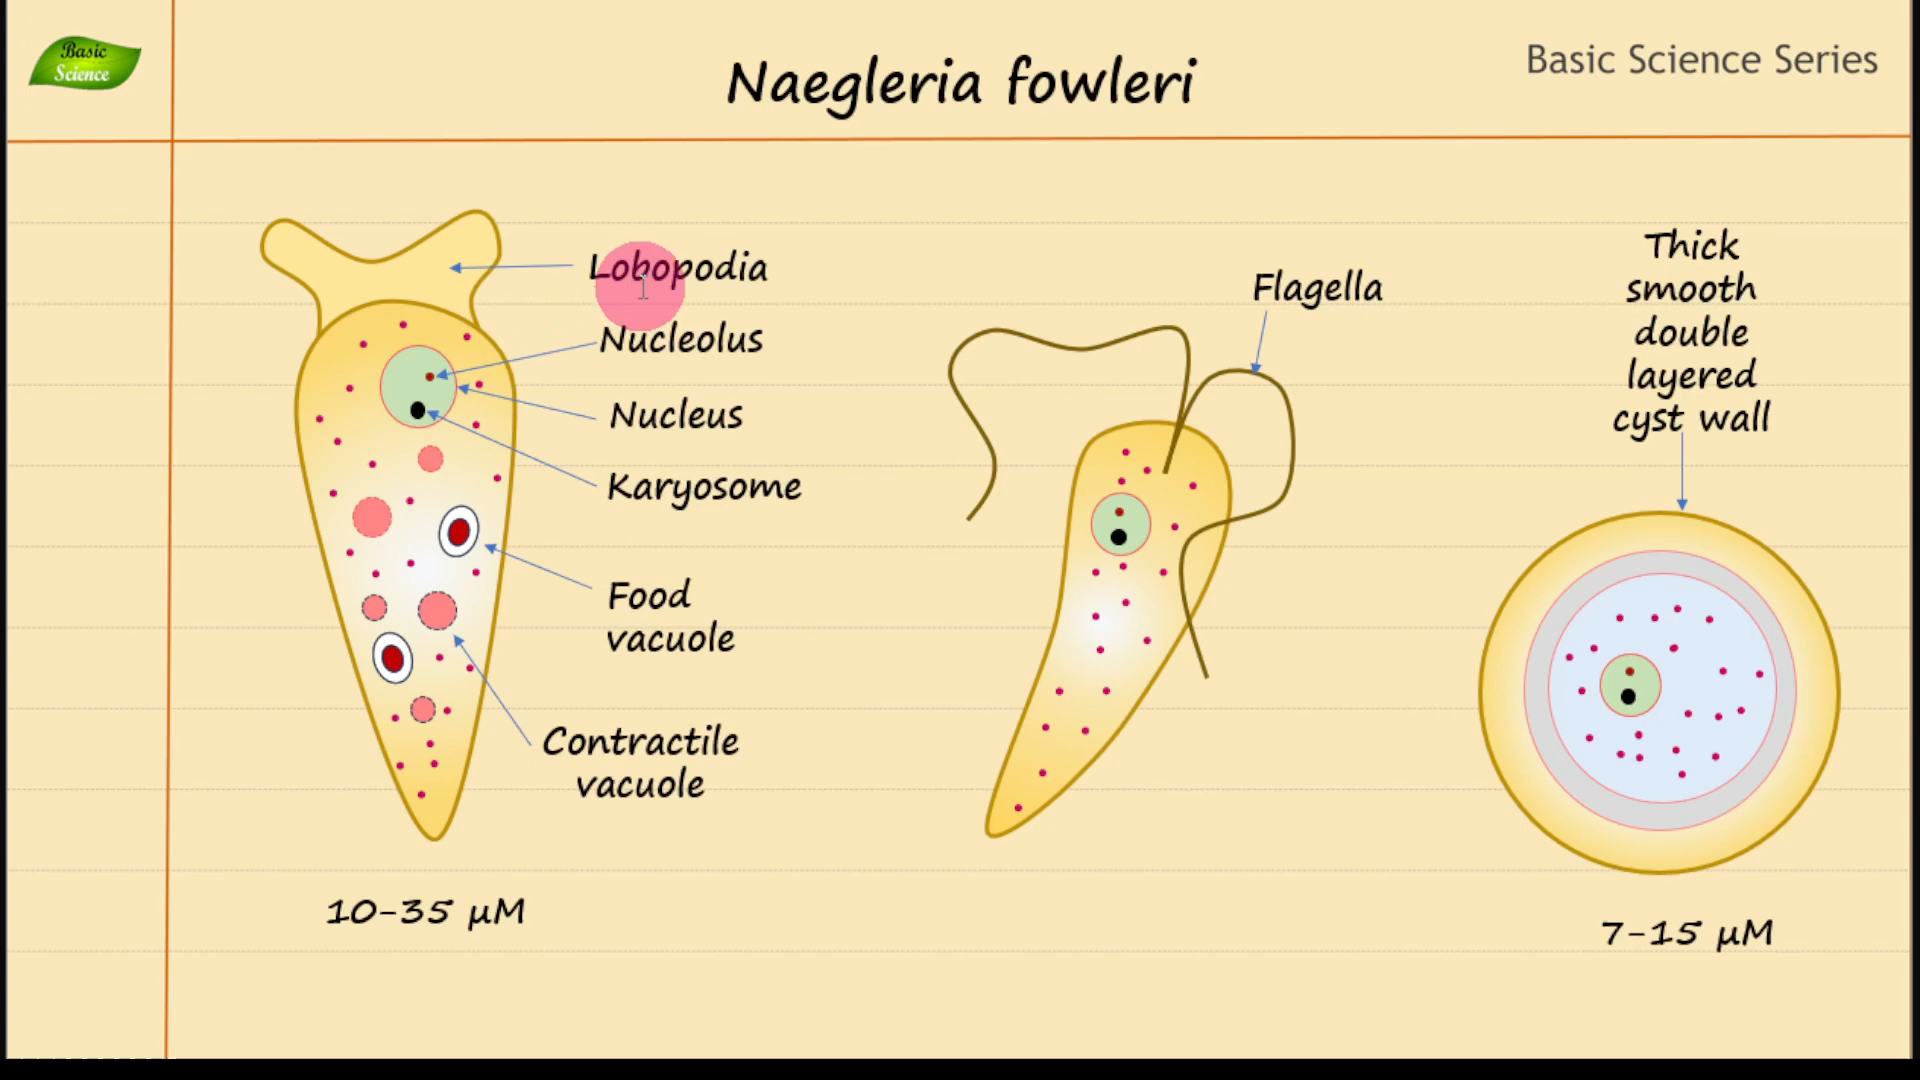 Basic
Science
Naegleria fowleri
Basic Science Series
Lobopodia
Nucleolus
Nucleus
Karyosome
Food
vacuole
Contractile
vacuole
10-35 µM
Flagella
Thick
smooth
double
layered
cyst wall
7-15 µM